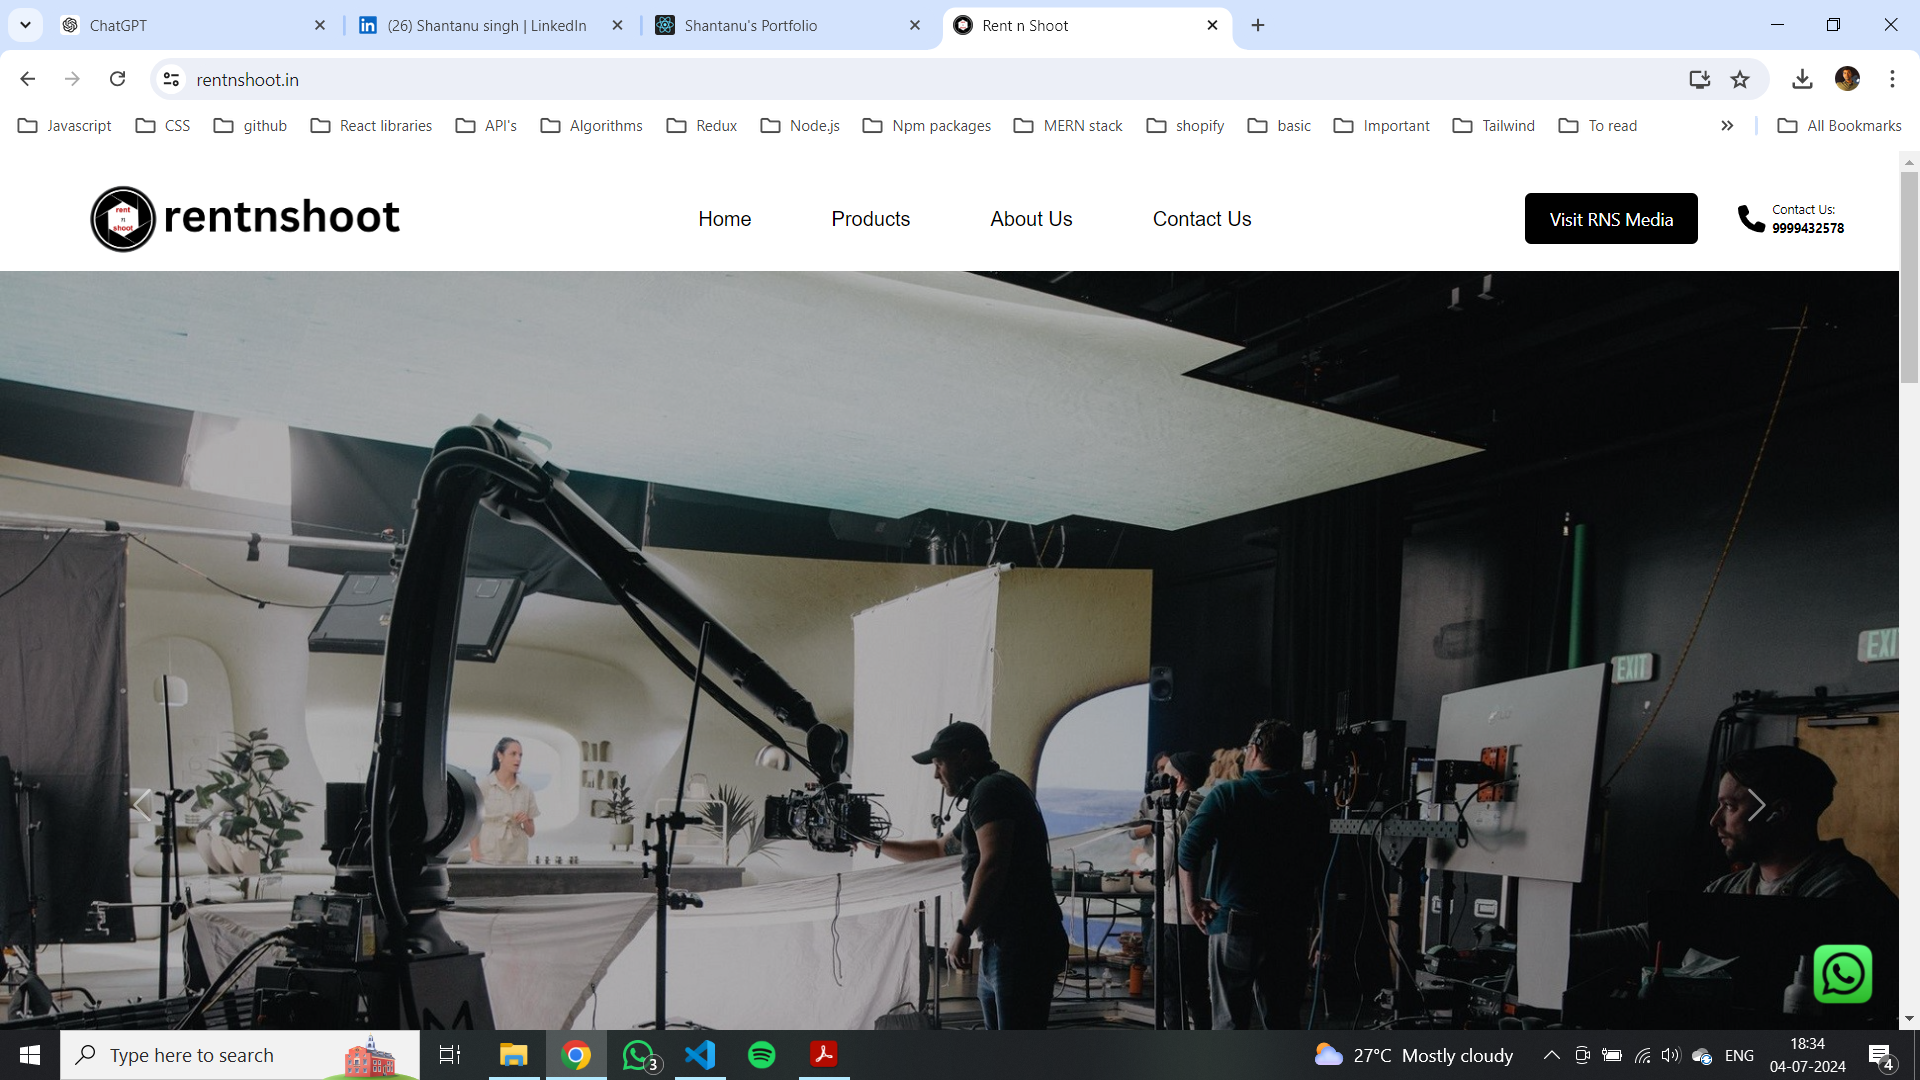 ChatGPT
(26) Shantanu singh | LinkedIn
Shantanu's Portfolio
Rent n Shoot
rentnshoot.in
Javascript
CSS
github
React libraries
API's
Algorithms
Redux
Node.js
Npm packages
MERN stack
shopify
basic
Important
Tailwind
To read
All Bookmarks
rent
n
shoot
rentnshoot
Home
Products
About Us
Contact Us
Visit RNS Media
Contact Us:
9999432578
EXIT
EXI
Type here to search
3
27°C Mostly cloudy
ENG
18:34
04-07-2024
4